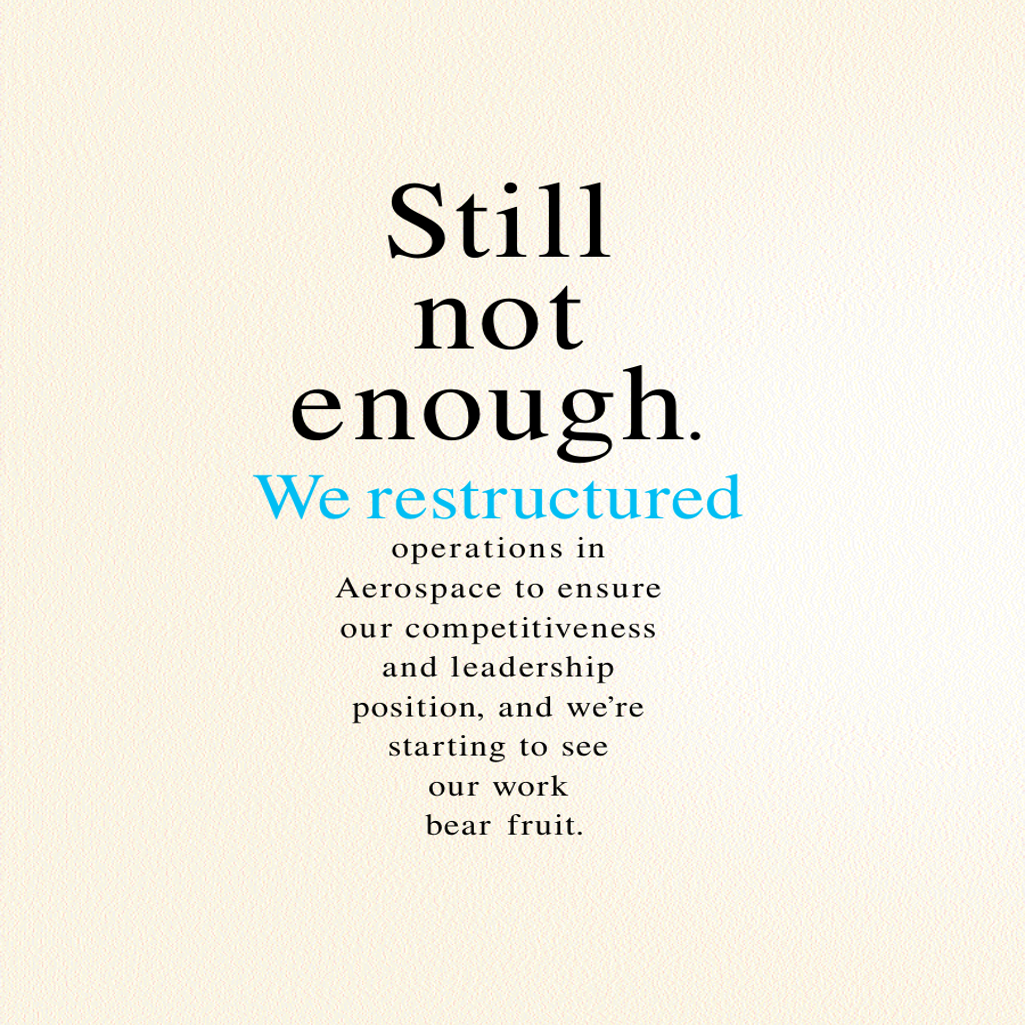 Still
not
enough.
We restructured
operations in
Aerospace to ensure
our competitiveness
and leadership
position, and we’re
starting to see
our work
bear fruit.